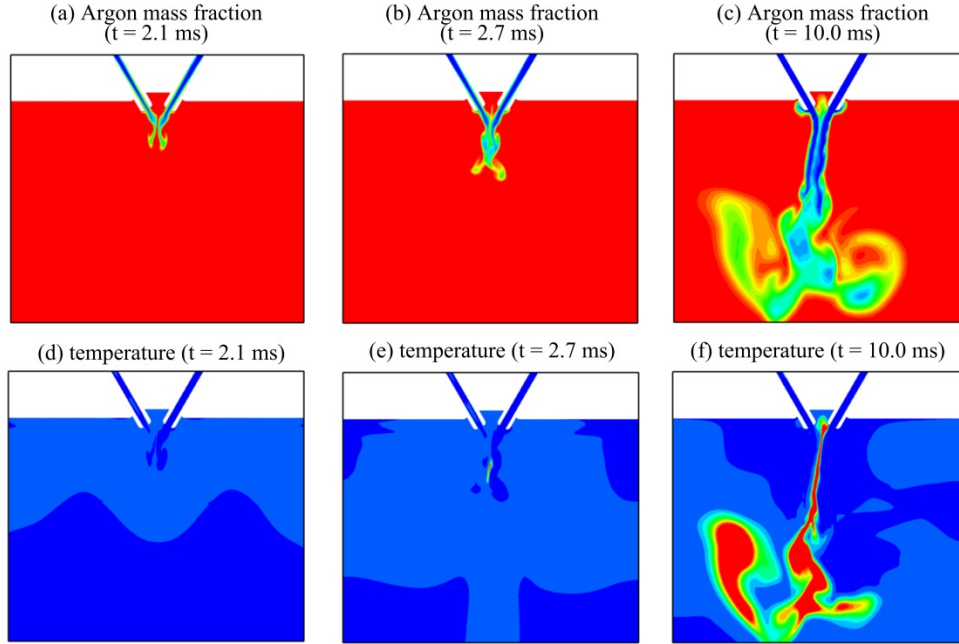 (a) Argon mass fraction
(t = 2.1 ms)
(b) Argon mass fraction
(t = 2.7 ms)
(c) Argon mass fraction
(t = 10.0 ms)
(d) temperature (t = 2.1 ms)
(e) temperature (t = 2.7 ms)
(f) temperature (t = 10.0 ms)